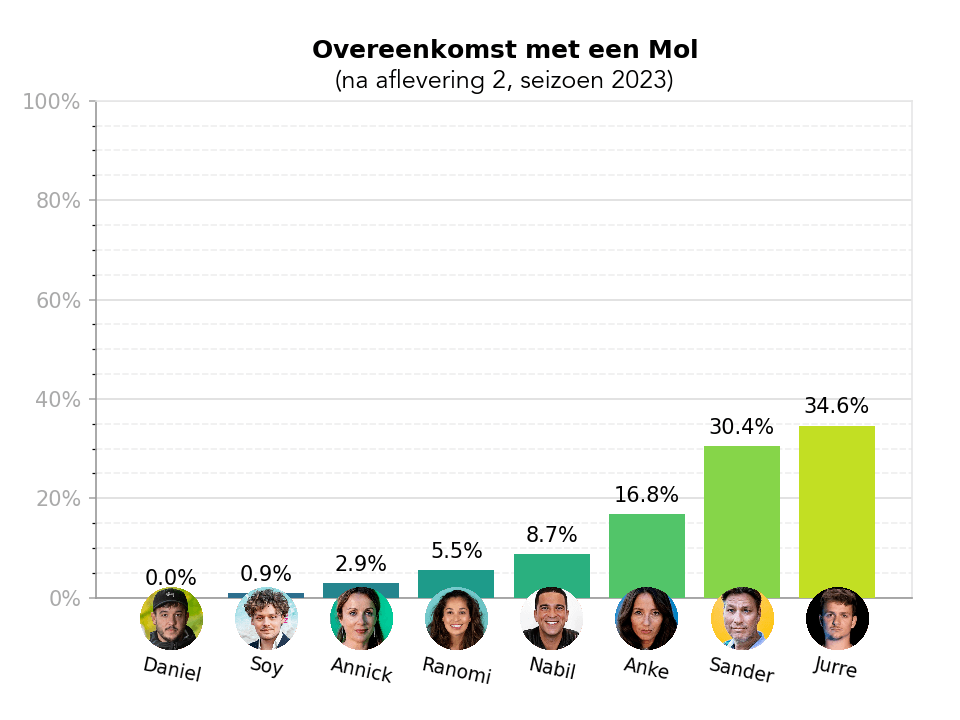 Overeenkomst met een Mol
(na aflevering 2, seizoen 2023)
100%
80%
60%
40%
20%
0%
0.0%
0.9%
2.9%
5.5%
8.7%
16.8%
30.4%
34.6%
Daniel
Soy
Annick
Ranomi
Nabil
Anke
Sander
Jurre